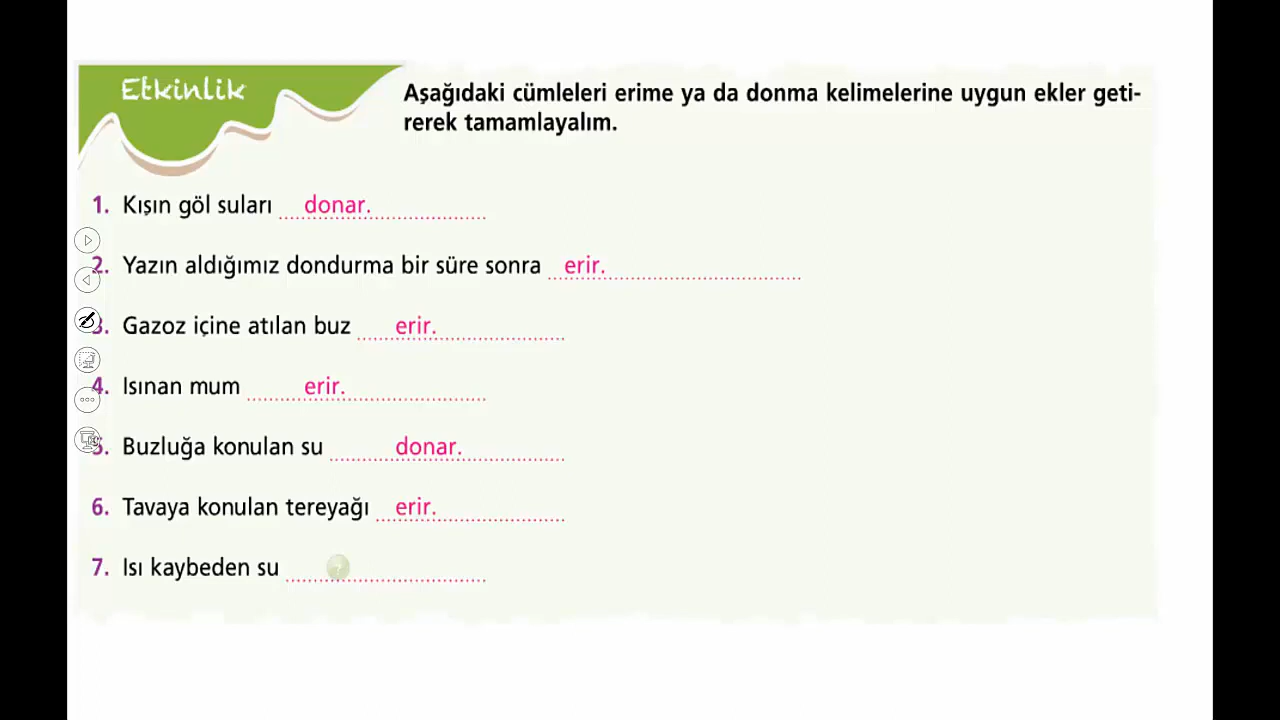 Etkinlik
Aşağıdaki cümleleri erime ya da donma kelimelerine uygun ekler geti-
rerek tamamlayalım.
1. Kışın göl suları donar.
2. Yazın aldığımız dondurma bir süre sonra erir.
3. Gazoz içine atılan buz erir.
4. Isınan mum erir.
5. Buzluğa konulan su donar.
6. Tavaya konulan tereyağı erir.
7. Isı kaybeden su ?